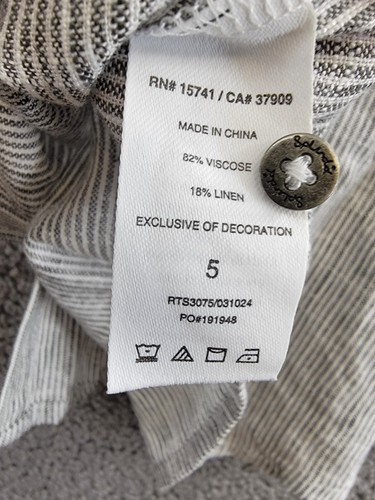 RN# 15741 / CA# 37909
MADE IN CHINA
82% VISCOSE
18% LINEN
EXCLUSIVE OF DECORATION
5
RTS3075/031024
PO#191948